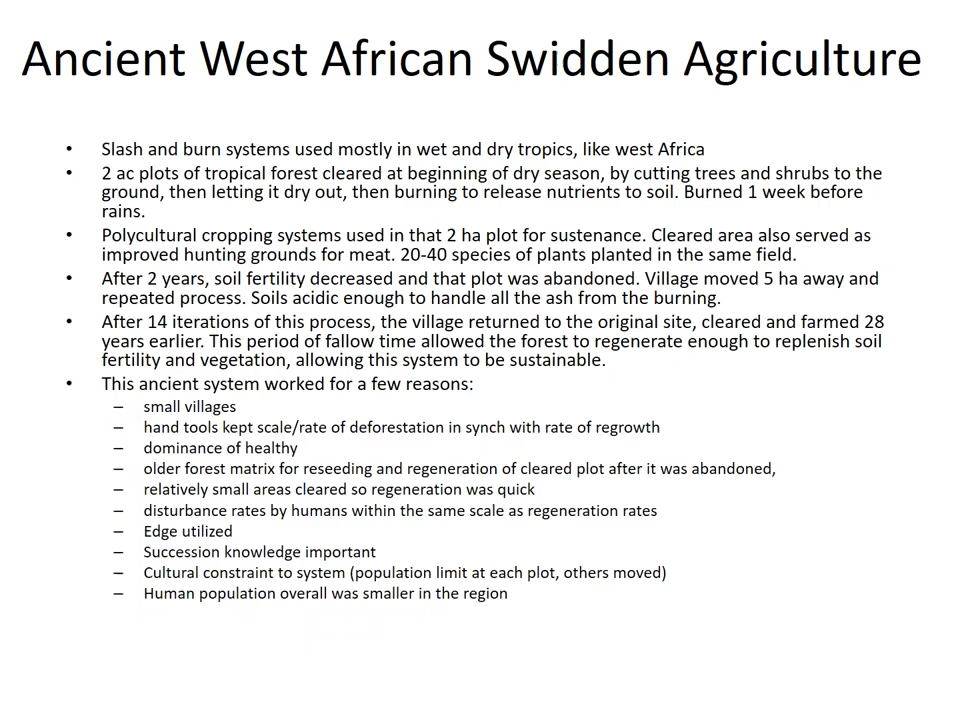 Ancient West African Swidden Agriculture
• Slash and burn systems used mostly in wet and dry tropics, like west Africa
• 2 ac plots of tropical forest cleared at beginning of dry season, by cutting trees and shrubs to the
ground, then letting it dry out, then burning to release nutrients to soil. Burned 1 week before
rains.
• Polycultural cropping systems used in that 2 ha plot for sustenance. Cleared area also served as
improved hunting grounds for meat. 20-40 species of plants planted in the same field.
• After 2 years, soil fertility decreased and that plot was abandoned. Village moved 5 ha away and
repeated process. Soils acidic enough to handle all the ash from the burning.
• After 14 iterations of this process, the village returned to the original site, cleared and farmed 28
years earlier. This period of fallow time allowed the forest to regenerate enough to replenish soil
fertility and vegetation, allowing this system to be sustainable.
• This ancient system worked for a few reasons:
– small villages
– hand tools kept scale/rate of deforestation in synch with rate of regrowth
– dominance of healthy
– older forest matrix for reseeding and regeneration of cleared plot after it was abandoned,
– relatively small areas cleared so regeneration was quick
– disturbance rates by humans within the same scale as regeneration rates
– Edge utilized
– Succession knowledge important
– Cultural constraint to system (population limit at each plot, others moved)
– Human population overall was smaller in the region